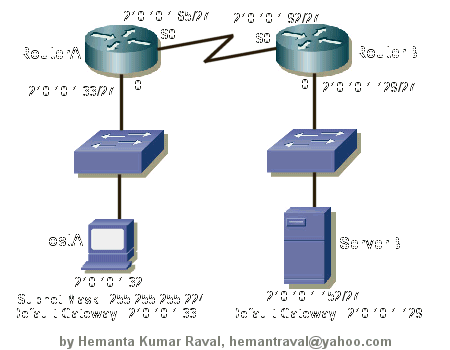 210 10 1 65/27
210 10 1 92/27
S0
S0
RouterA
RouterB
210 10 1 33/27
0
0
210 10 1 129/27
ostA
ServerB
210 10 1 32
Subnet Mask 255 255 255
Default Gateway 210 10 1 33
210 10 1 152/27
Default Gateway 210 10 1 129
by Hemanta Kumar Raval, hemantraval@yahoo.com